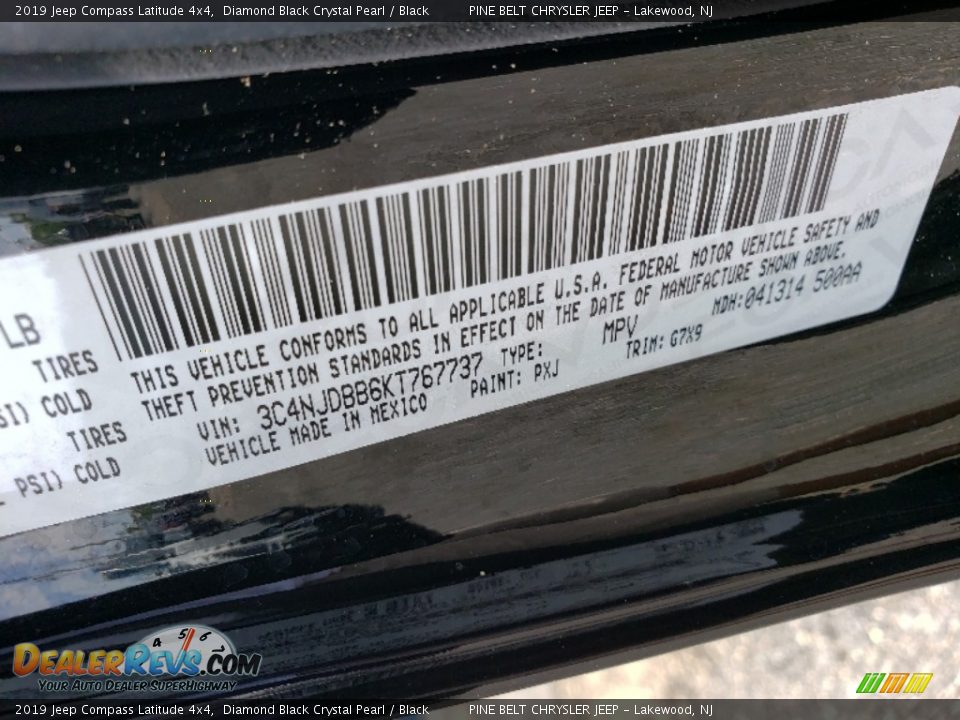 2019 Jeep Compass Latitude 4x4, Diamond Black Crystal Pearl / Black PINE BELT CHRYSLER JEEP - Lakewood, NJ
LB
TIRES
SI) COLD
TIRES
PSI) COLD
THIS VEHICLE CONFORMS TO ALL APPLICABLE U.S.A. FEDERAL MOTOR VEHICLE SAFETY AND
THEFT PREVENTION STANDARDS IN EFFECT ON THE DATE OF MANUFACTURE SHOWN ABOVE.
VIN: 3C4NJDBB6KT767737 TYPE: MPV MDH:041314 500AA
VEHICLE MADE IN MEXICO PAINT: PXJ TRIM: G7X9
4 5 6
DEALERREVS.COM
YOUR AUTO DEALER SUPERHIGHWAY
2019 Jeep Compass Latitude 4x4, Diamond Black Crystal Pearl / Black PINE BELT CHRYSLER JEEP - Lakewood, NJ